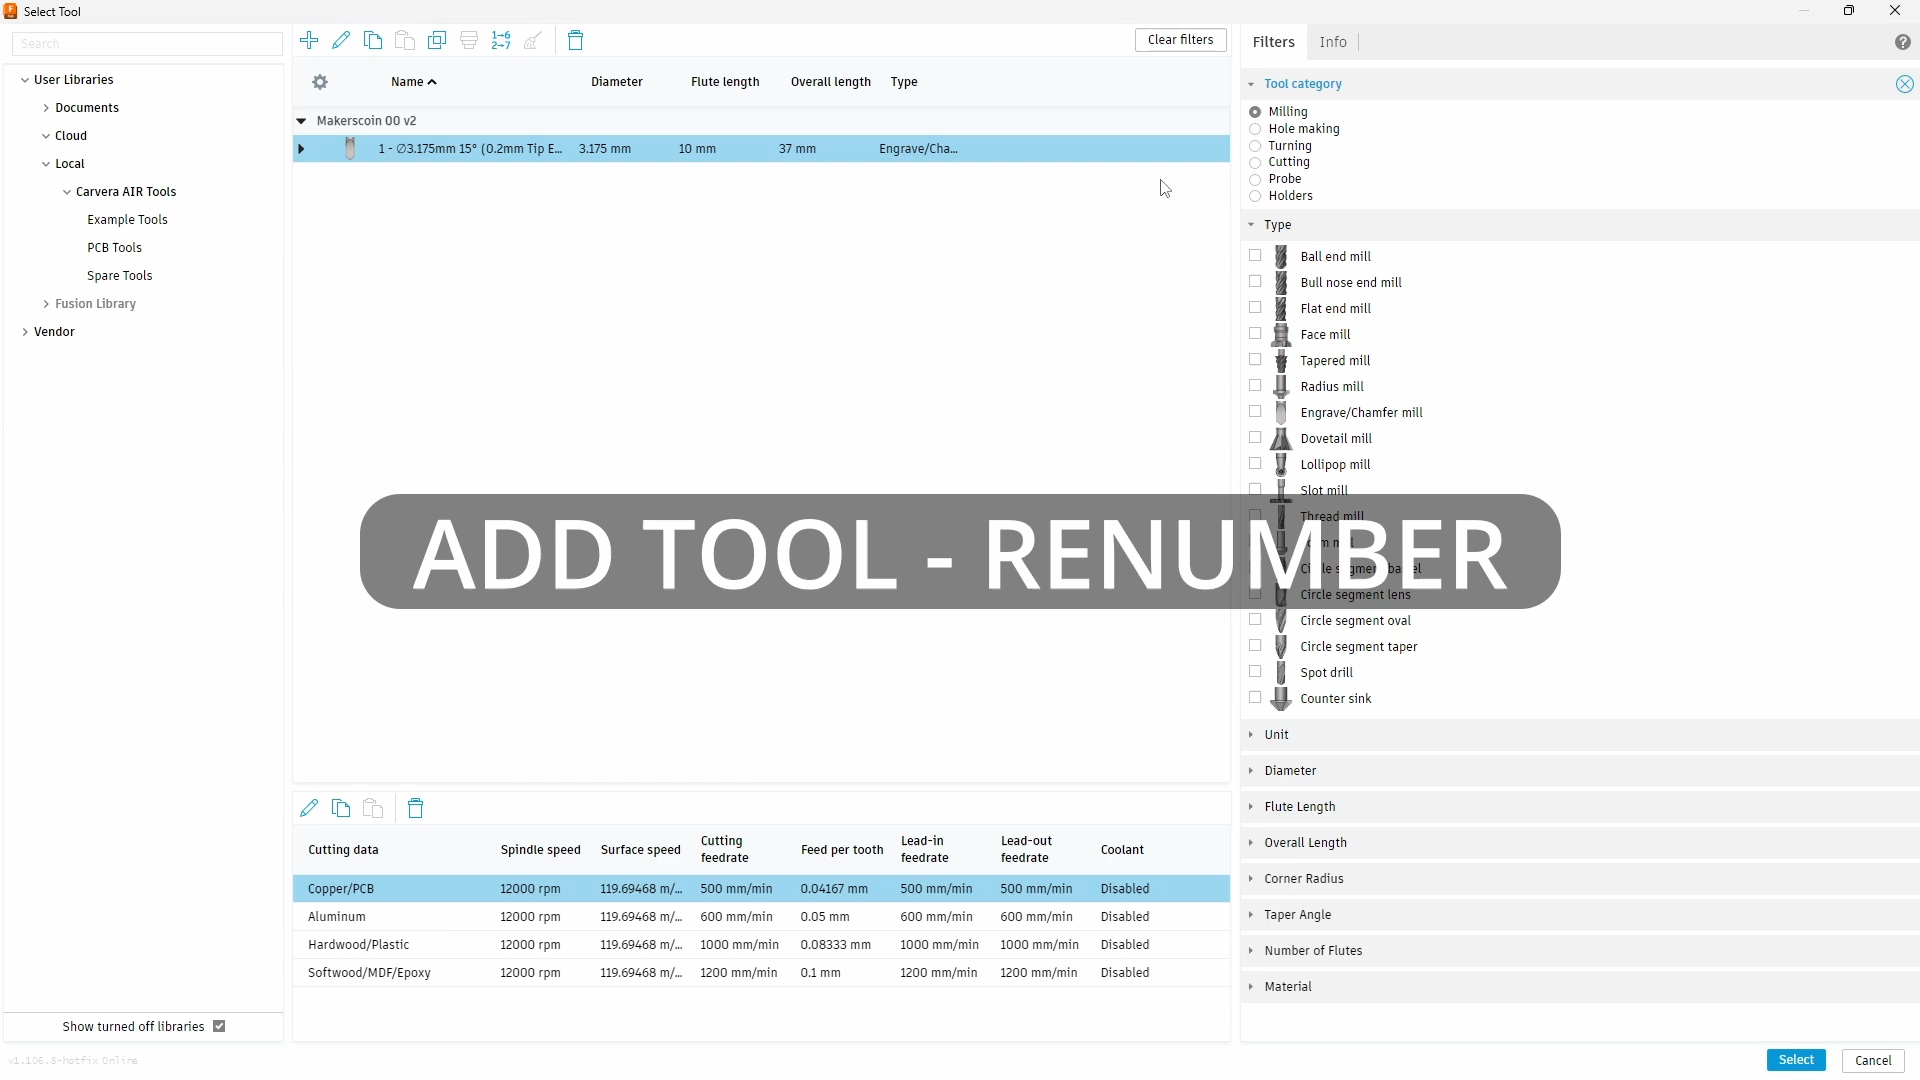 Select Tool
Search
User Libraries
Documents
Cloud
Local
Carvera AIR Tools
Example Tools
PCB Tools
Spare Tools
Fusion Library
Vendor
Show turned off libraries
v1.106.8-hotfix Online
1→6
2→7
Clear filters
Name Diameter Flute length Overall length Type
Makerscoin 00 v2
1 - ∅3.175mm 15° (0.2mm Tip E... 3.175 mm 10 mm 37 mm Engrave/Cha...
ADD TOOL - RENUMBER
Cutting data Spindle speed Surface speed Cutting feedrate Feed per tooth Lead-in feedrate Lead-out feedrate Coolant
Copper/PCB 12000 rpm 119.69468 m/... 500 mm/min 0.04167 mm 500 mm/min 500 mm/min Disabled
Aluminum 12000 rpm 119.69468 m/... 600 mm/min 0.05 mm 600 mm/min 600 mm/min Disabled
Hardwood/Plastic 12000 rpm 119.69468 m/... 1000 mm/min 0.08333 mm 1000 mm/min 1000 mm/min Disabled
Softwood/MDF/Epoxy 12000 rpm 119.69468 m/... 1200 mm/min 0.1 mm 1200 mm/min 1200 mm/min Disabled
Filters Info
Tool category
Milling
Hole making
Turning
Cutting
Probe
Holders
Type
Ball end mill
Bull nose end mill
Flat end mill
Face mill
Tapered mill
Radius mill
Engrave/Chamfer mill
Dovetail mill
Lollipop mill
Slot mill
Thread mill
Circle segment lens
Circle segment oval
Circle segment taper
Spot drill
Counter sink
Unit
Diameter
Flute Length
Overall Length
Corner Radius
Taper Angle
Number of Flutes
Material
Select Cancel